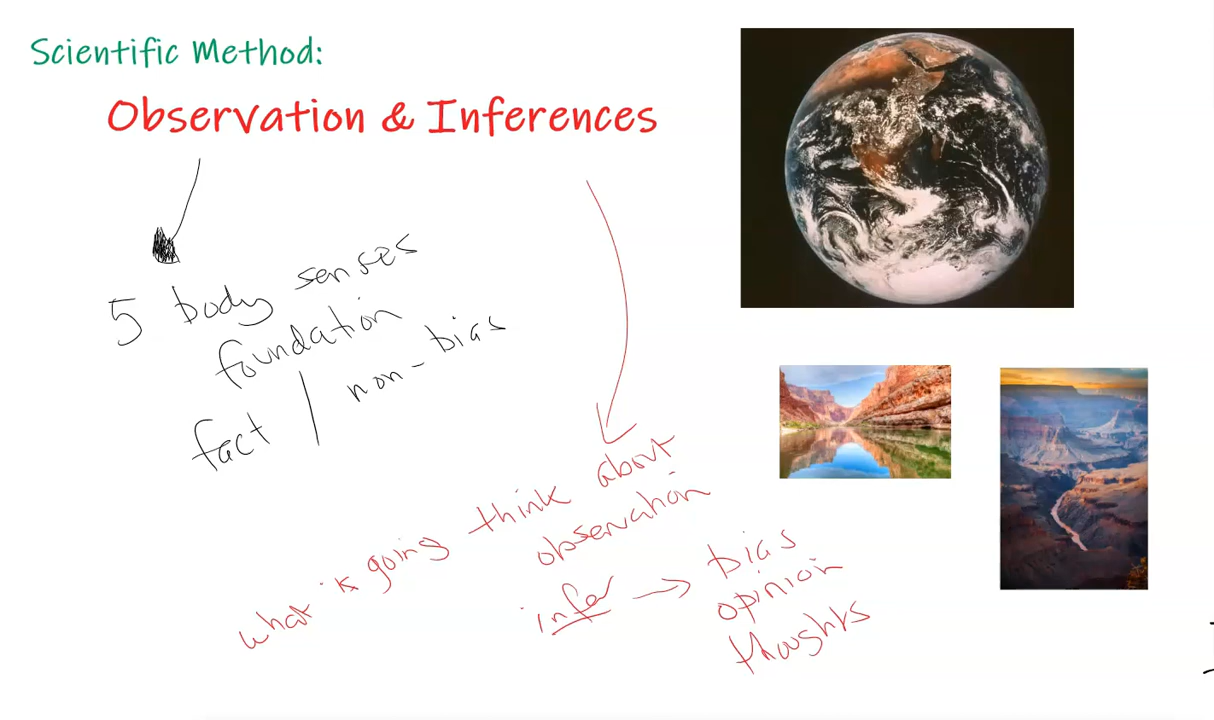 Scientific Method:
Observation & Inferences
5 body senses
foundation
fact | non-bias
what is going think about
observation
infer → bias
opinion
thoughts